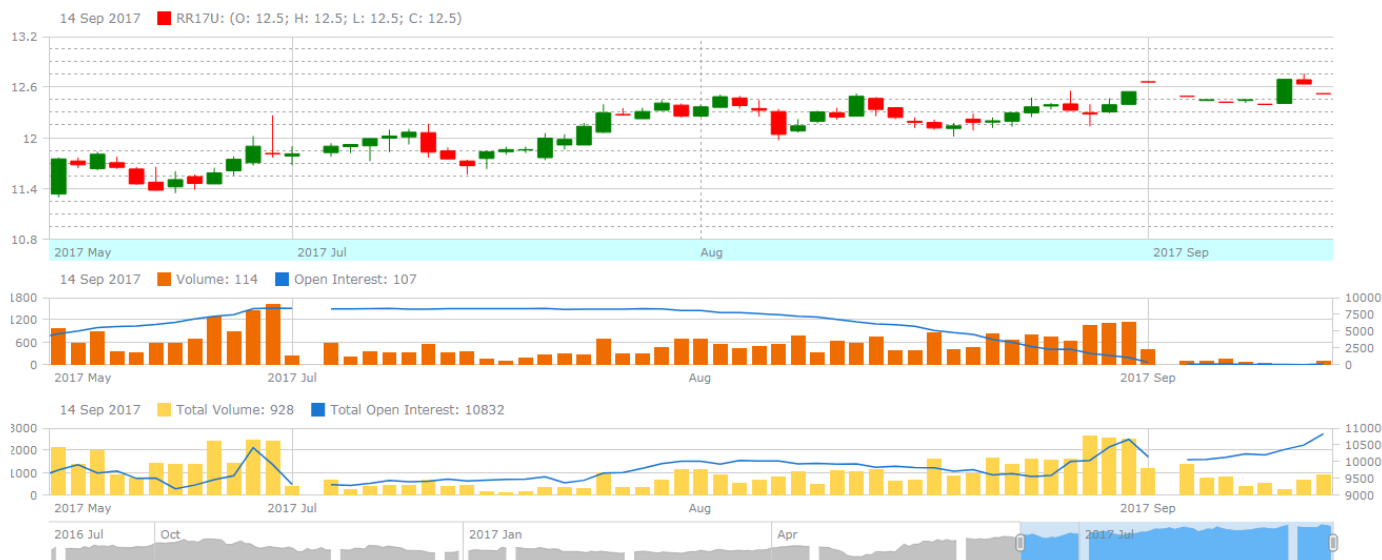 14 Sep 2017 RR17U: (O: 12.5; H: 12.5; L: 12.5; C: 12.5)
13.2
12.6
12
11.4
10.8
2017 May 2017 Jul Aug 2017 Sep
14 Sep 2017 Volume: 114 Open Interest: 107
1800 10000
1200 7500
600 5000
2500
0 0
2017 May 2017 Jul Aug 2017 Sep
14 Sep 2017 Total Volume: 928 Total Open Interest: 10832
3000 11000
2000 10500
1000 10000
9500
0 9000
2017 May 2017 Jul Aug 2017 Sep
2016 Jul Oct 2017 Jan Apr 2017 Jul